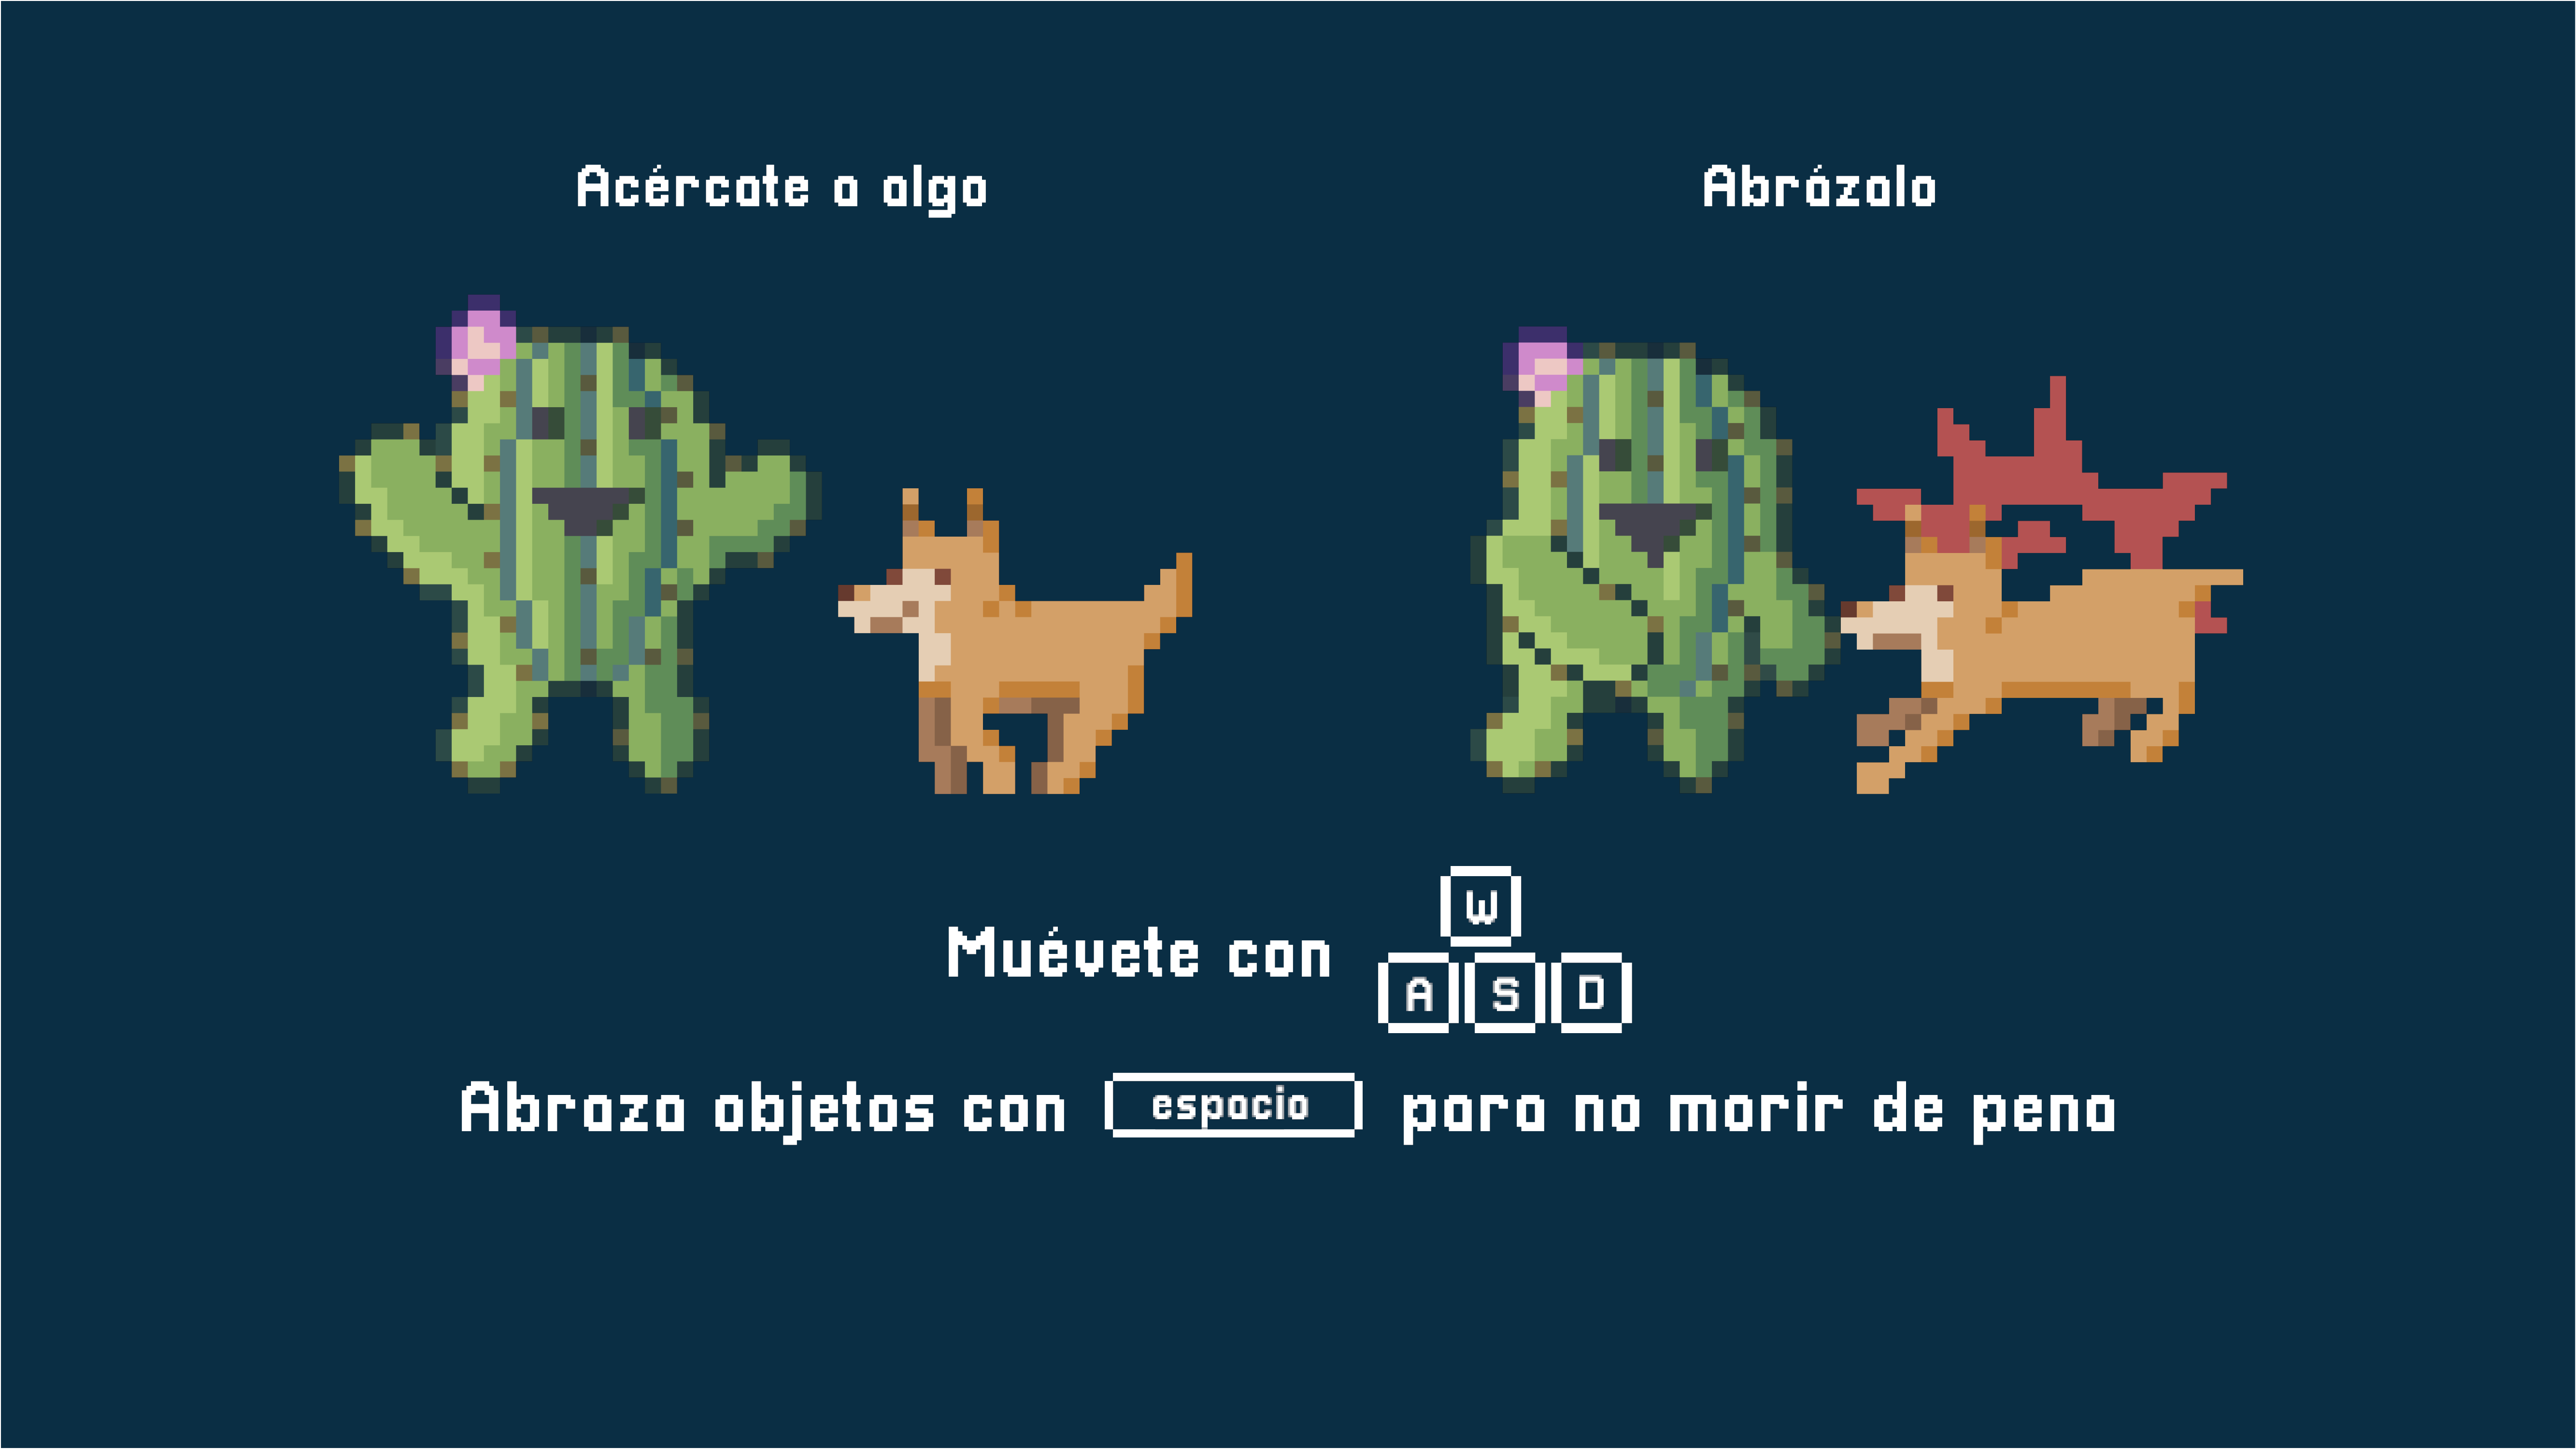 Acércate a algo
Abrázalo
Muévete con W
A S D
Abraza objetos con espacio para no morir de pena